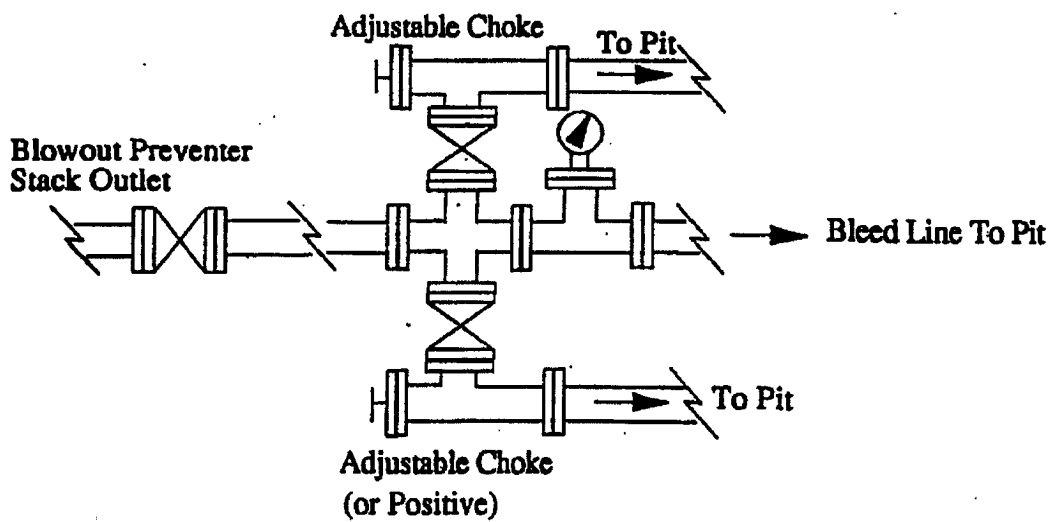 Adjustable Choke
To Pit
Blowout Preventer
Stack Outlet
Bleed Line To Pit
To Pit
Adjustable Choke
(or Positive)